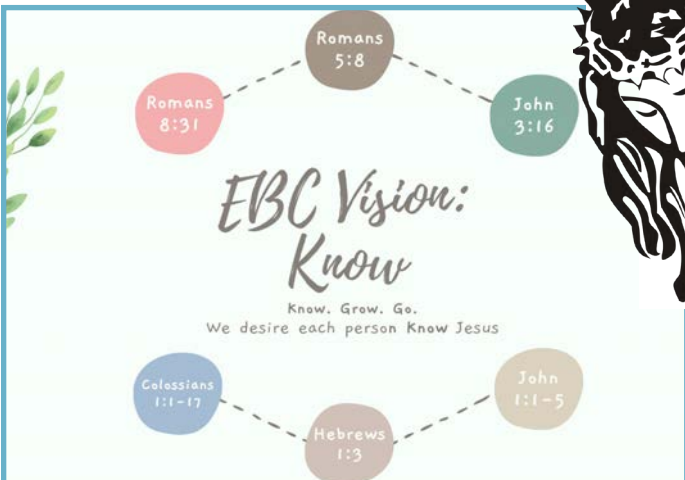 Romans
5:8
Romans
8:31
John
3:16
EBC Vision:
Know
Know. Grow. Go.
We desire each person Know Jesus
Colossians
1:1-17
John
1:1-5
Hebrews
1:3